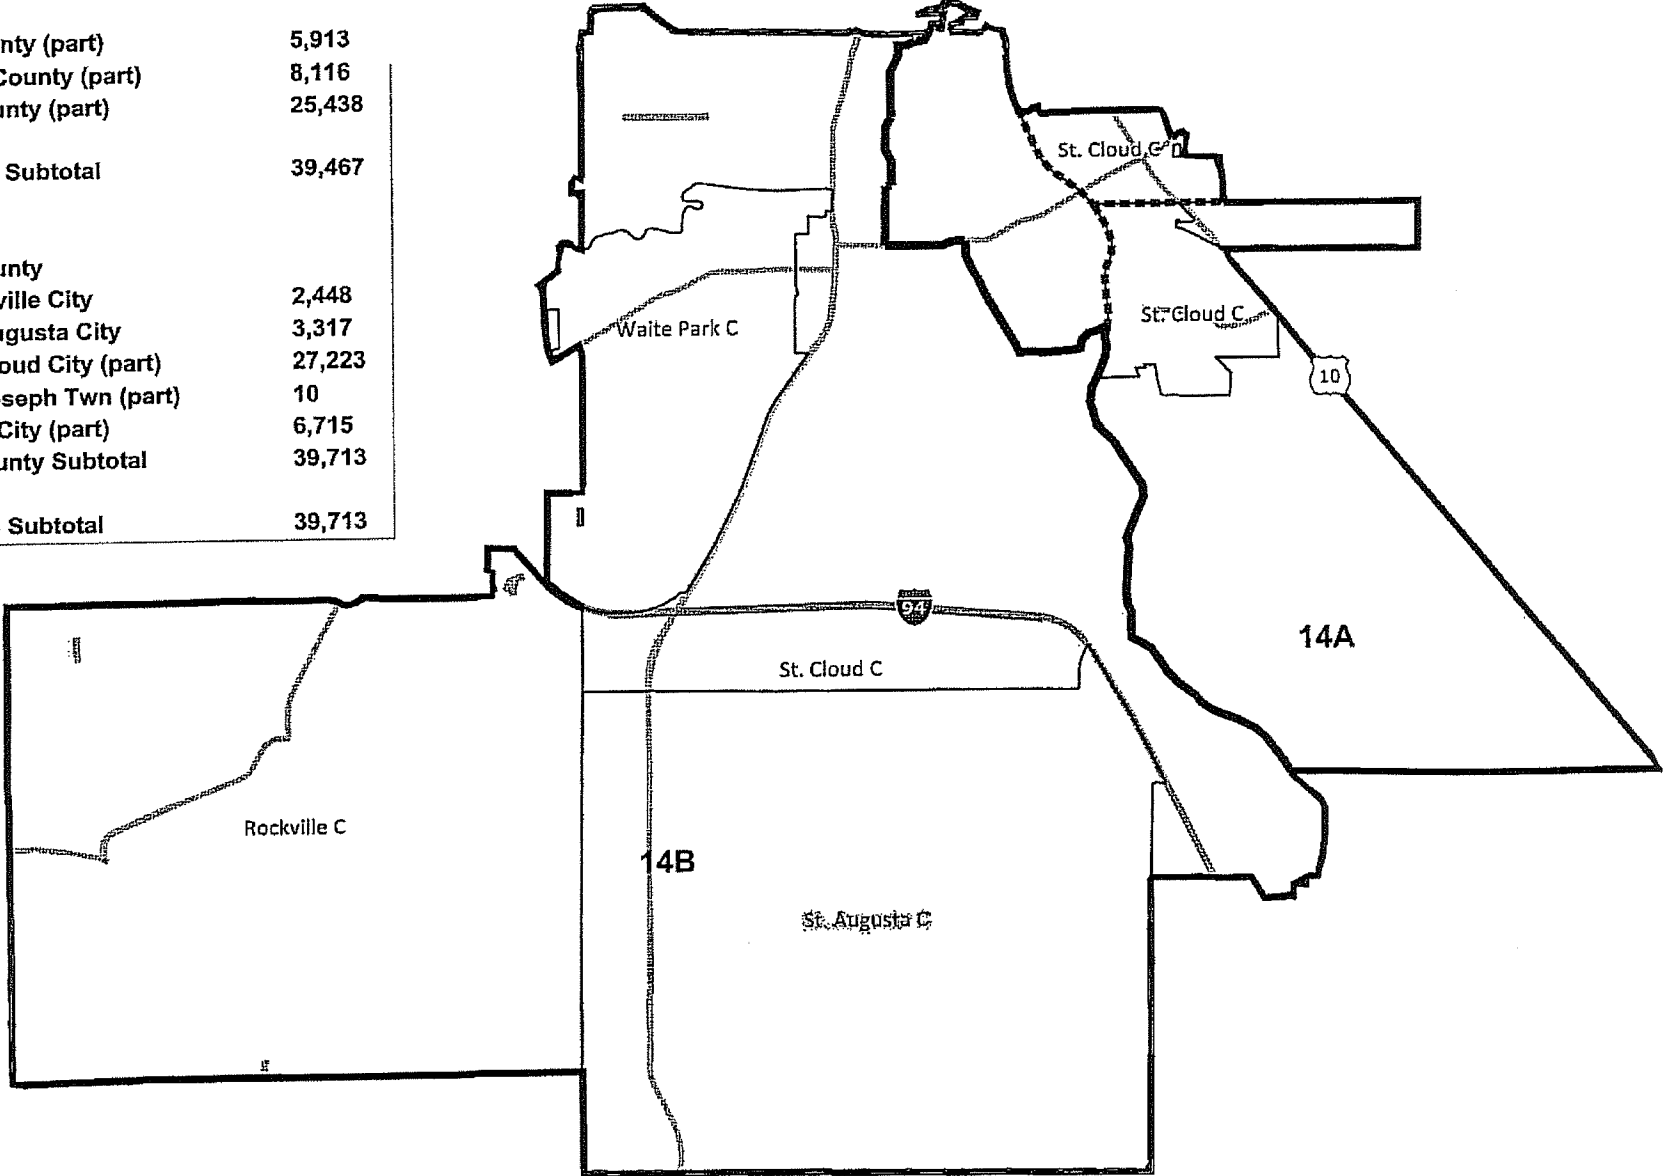 nty (part) 5,913
County (part) 8,116
unty (part) 25,438
Subtotal 39,467
unty
ville City 2,448
ugusta City 3,317
oud City (part) 27,223
oseph Twn (part) 10
City (part) 6,715
unty Subtotal 39,713
Subtotal 39,713
St. Cloud C
Waite Park C
St. Cloud C
10
94
14A
St. Cloud C
Rockville C
14B
St. Augusta C